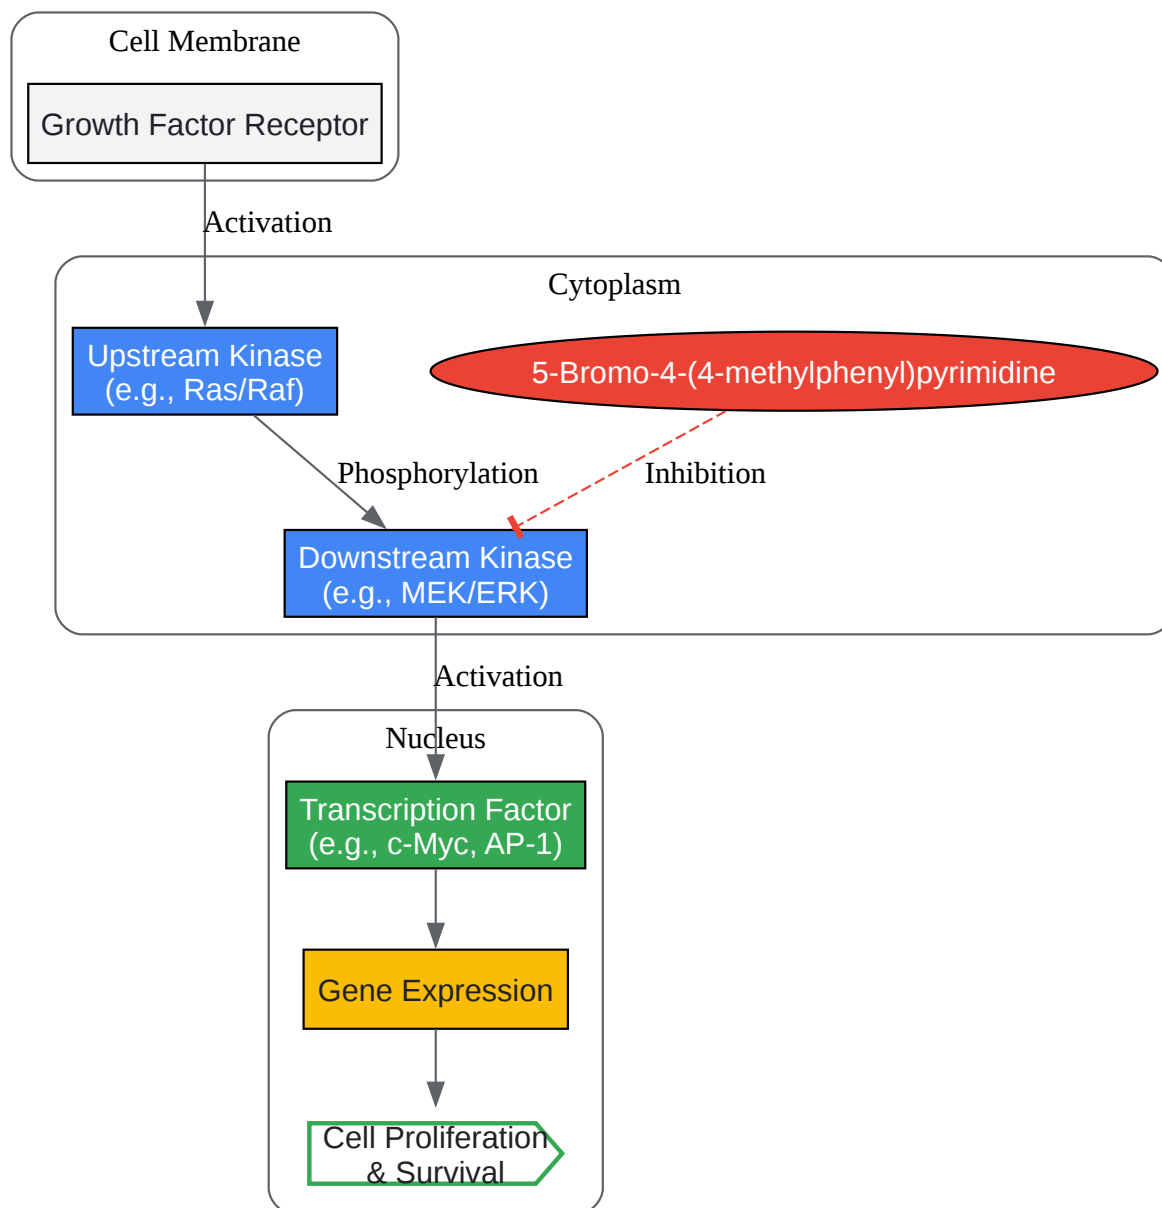 Cell Membrane
Growth Factor Receptor
Activation
Cytoplasm
Upstream Kinase
(e.g., Ras/Raf)
5-Bromo-4-(4-methylphenyl)pyrimidine
Phosphorylation
Inhibition
Downstream Kinase
(e.g., MEK/ERK)
Activation
Nucleus
Transcription Factor
(e.g., c-Myc, AP-1)
Gene Expression
Cell Proliferation
& Survival